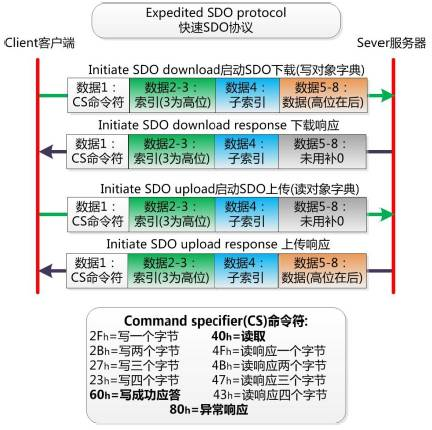 Expedited SDO protocol
快速SDO协议
Client客户端
Sever服务器
Initiate SDO download启动SDO下载(写对象字典)
数据1：
CS命令符
数据2-3：
索引(3为高位)
数据4：
子索引
数据5-8：
数据(高位在后)
Initiate SDO download response 下载响应
数据1：
CS命令符
数据2-3：
索引(3为高位)
数据4：
子索引
数据5-8：
未用补0
Initiate SDO upload启动SDO上传(读对象字典)
数据1：
CS命令符
数据2-3：
索引(3为高位)
数据4：
子索引
数据5-8：
未用补0
Initiate SDO upload response 上传响应
数据1：
CS命令符
数据2-3：
索引(3为高位)
数据4：
子索引
数据5-8：
数据(高位在后)
Command specifier(CS)命令符:
2Fh=写一个字节
40h=读取
2Bh=写两个字节
4Fh=读响应一个字节
27h=写三个字节
4Bh=读响应两个字节
23h=写四个字节
47h=读响应三个字节
60h=写成功应答
43h=读响应四个字节
80h=异常响应